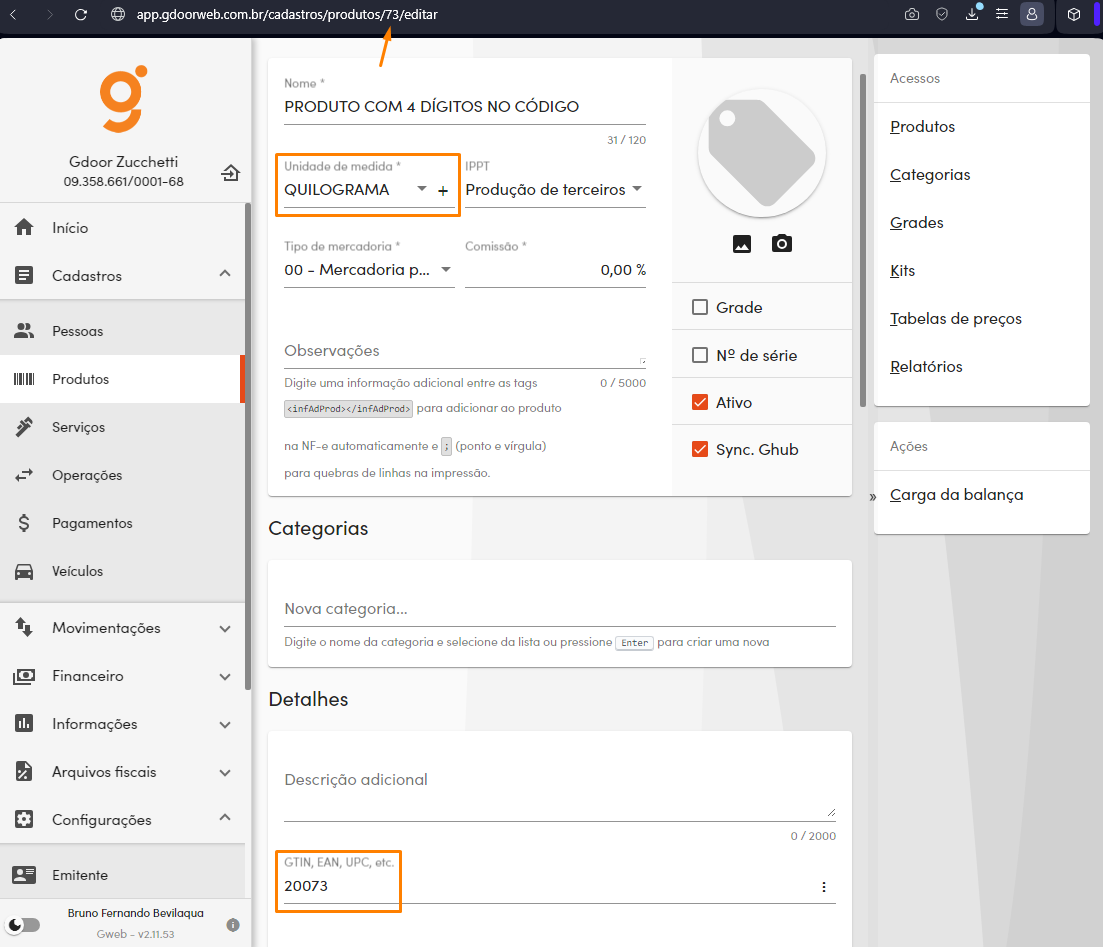 app.gdoorweb.com.br/cadastros/produtos/73/editar
Gdoor Zucchetti
09.358.661/0001-68
Início
Cadastros
Pessoas
Produtos
Serviços
Operações
Pagamentos
Veículos
Movimentações
Financeiro
Informações
Arquivos fiscais
Configurações
Emitente
Bruno Fernando Bevilaqua
Gweb - v2.11.53
Nome *
PRODUTO COM 4 DÍGITOS NO CÓDIGO
31 / 120
Unidade de medida * IPPT
QUILOGRAMA + Produção de terceiros
Tipo de mercadoria * Comissão *
00 - Mercadoria p... 0,00 %
Observações
Digite uma informação adicional entre as tags 0 / 5000
<infAdProd></infAdProd> para adicionar ao produto
na NF-e automaticamente e ; (ponto e vírgula)
para quebras de linhas na impressão.
Grade
Nº de série
Ativo
Sync. Ghub
Categorias
Nova categoria...
Digite o nome da categoria e selecione da lista ou pressione Enter para criar uma nova
Detalhes
Descrição adicional
0 / 2000
GTIN, EAN, UPC, etc.
20073
Acessos
Produtos
Categorias
Grades
Kits
Tabelas de preços
Relatórios
Ações
» Carga da balança